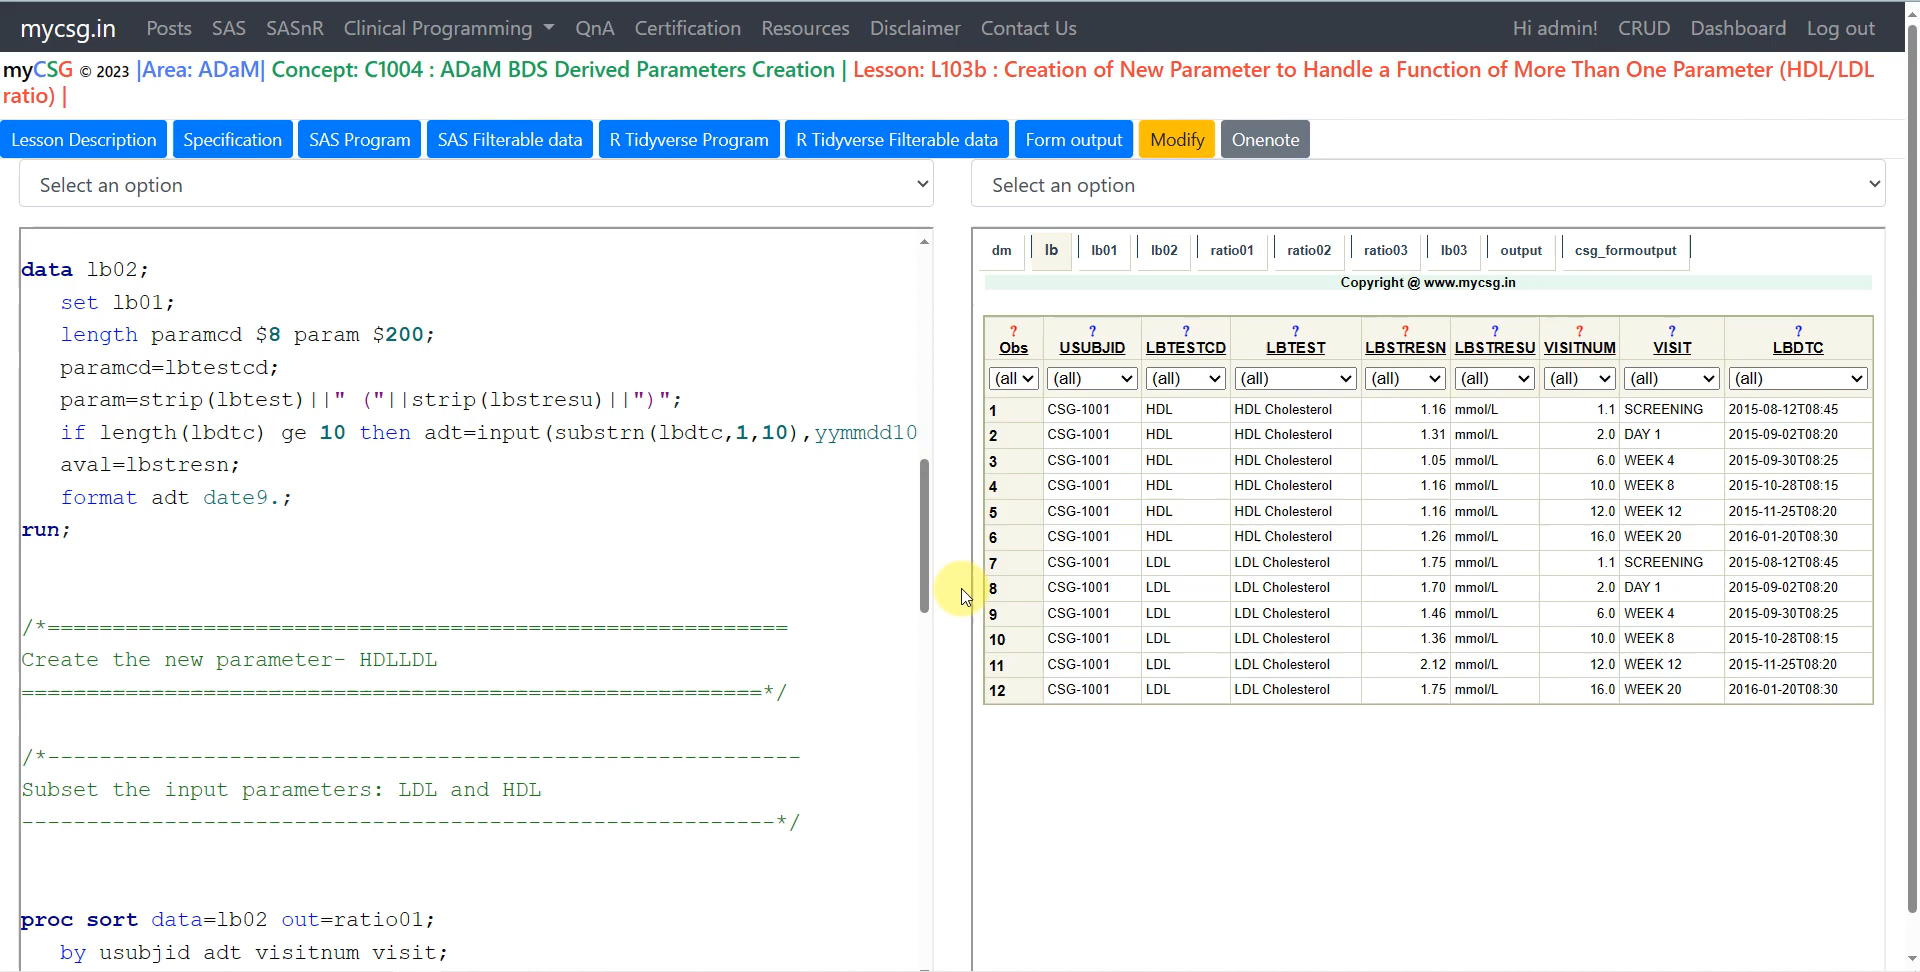 mycsg.in Posts SAS SASnR Clinical Programming QnA Certification Resources Disclaimer Contact Us Hi admin! CRUD Dashboard Log out
myCSG © 2023 |Area: ADaM| Concept: C1004 : ADaM BDS Derived Parameters Creation | Lesson: L103b : Creation of New Parameter to Handle a Function of More Than One Parameter (HDL/LDL
ratio) |
Lesson Description Specification SAS Program SAS Filterable data R Tidyverse Program R Tidyverse Filterable data Form output Modify Onenote
Select an option
Select an option
data lb02;
set lb01;
length paramcd $8 param $200;
paramcd=lbtestcd;
param=strip(lbtest)||" ("||strip(lbstresu)||")";
if length(lbdtc) ge 10 then adt=input(substrn(lbdtc,1,10),yymmdd10
aval=lbstresn;
format adt date9.;
run;
/*=========================================================
Create the new parameter- HDLLDL
=========================================================*/
/*----------------------------------------------------------
Subset the input parameters: LDL and HDL
----------------------------------------------------------*/
proc sort data=lb02 out=ratio01;
by usubjid adt visitnum visit;
dm lb lb01 lb02 ratio01 ratio02 ratio03 lb03 output csg_formoutput
Copyright @ www.mycsg.in
? ? ? ? ? ? ? ? ?
Obs USUBJID LBTESTCD LBTEST LBSTRESN LBSTRESU VISITNUM VISIT LBDTC
(all (all) (all) (all) (all) (all) (all) (all) (all)
1 CSG-1001 HDL HDL Cholesterol 1.16 mmol/L 1.1 SCREENING 2015-08-12T08:45
2 CSG-1001 HDL HDL Cholesterol 1.31 mmol/L 2.0 DAY 1 2015-09-02T08:20
3 CSG-1001 HDL HDL Cholesterol 1.05 mmol/L 6.0 WEEK 4 2015-09-30T08:25
4 CSG-1001 HDL HDL Cholesterol 1.16 mmol/L 10.0 WEEK 8 2015-10-28T08:15
5 CSG-1001 HDL HDL Cholesterol 1.16 mmol/L 12.0 WEEK 12 2015-11-25T08:20
6 CSG-1001 HDL HDL Cholesterol 1.26 mmol/L 16.0 WEEK 20 2016-01-20T08:30
7 CSG-1001 LDL LDL Cholesterol 1.75 mmol/L 1.1 SCREENING 2015-08-12T08:45
8 CSG-1001 LDL LDL Cholesterol 1.70 mmol/L 2.0 DAY 1 2015-09-02T08:20
9 CSG-1001 LDL LDL Cholesterol 1.46 mmol/L 6.0 WEEK 4 2015-09-30T08:25
10 CSG-1001 LDL LDL Cholesterol 1.36 mmol/L 10.0 WEEK 8 2015-10-28T08:15
11 CSG-1001 LDL LDL Cholesterol 2.12 mmol/L 12.0 WEEK 12 2015-11-25T08:20
12 CSG-1001 LDL LDL Cholesterol 1.75 mmol/L 16.0 WEEK 20 2016-01-20T08:30